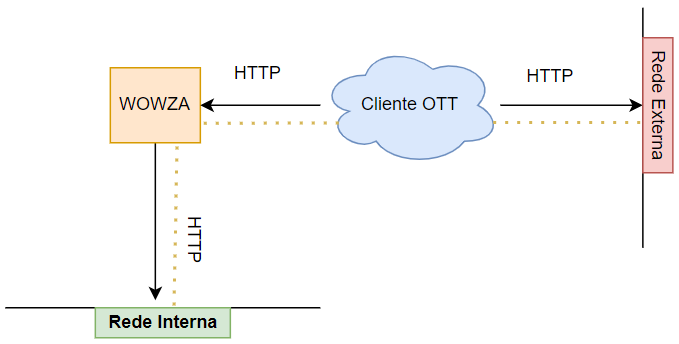 HTTP
HTTP
WOWZA
Cliente OTT
Rede Externa
HTTP
Rede Interna